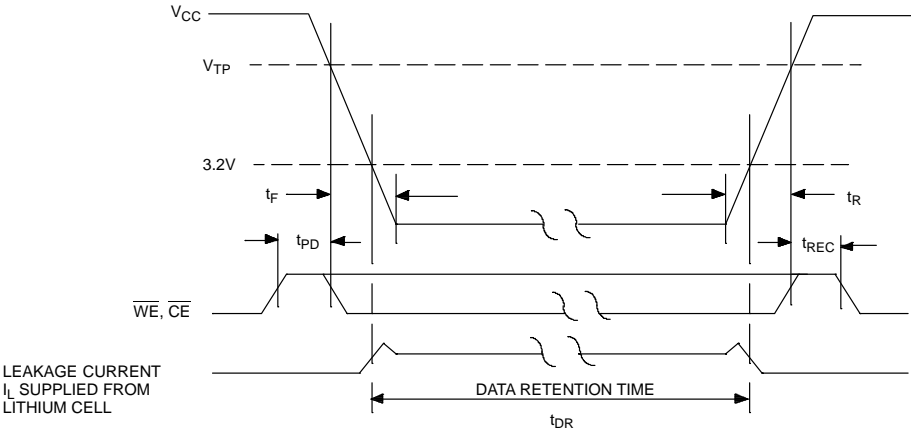 VCC
VTP
3.2V
tF
tR
tPD
tREC
WE, CE
LEAKAGE CURRENT
IL SUPPLIED FROM
LITHIUM CELL
DATA RETENTION TIME
tDR